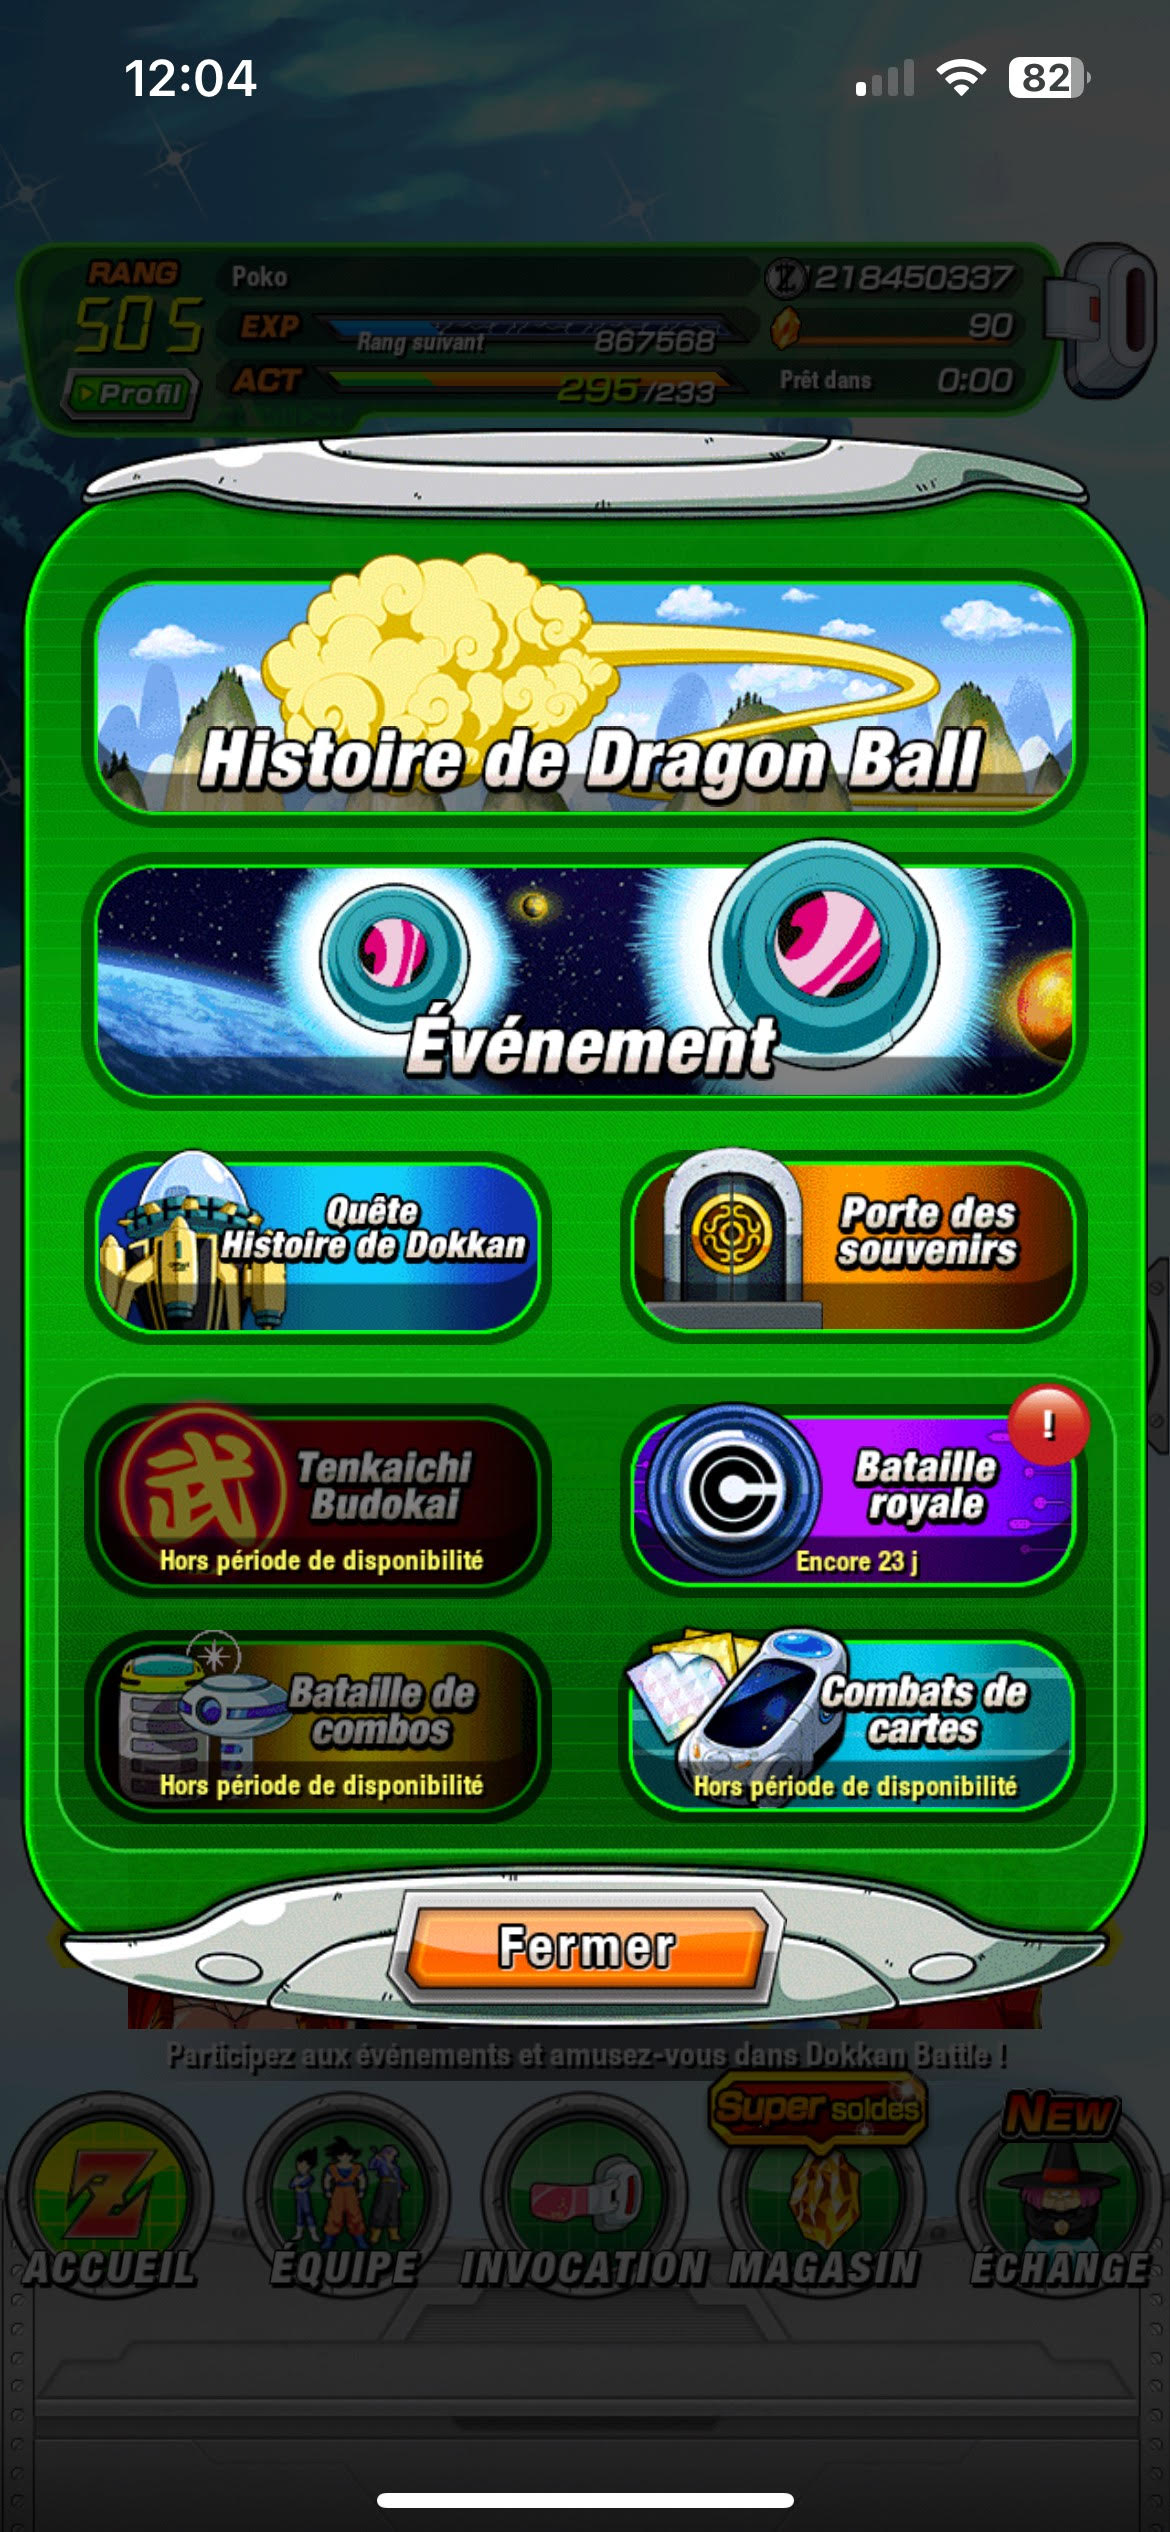 12:04
82
RANG
505
Profil
Poko
EXP
Rang suivant
867568
ACT
295/233
218450337
90
Prêt dans
0:00
Histoire de Dragon Ball
Événement
Quête
Histoire de Dokkan
Porte des
souvenirs
武
Tenkaichi
Budokai
Hors période de disponibilité
!
Bataille
royale
Encore 23 j
Bataille de
combos
Hors période de disponibilité
Combats de
cartes
Hors période de disponibilité
Fermer
Participez aux événements et amusez-vous dans Dokkan Battle !
Super soldes
NEW
Z
ACCUEIL
ÉQUIPE
INVOCATION
MAGASIN
ÉCHANGE